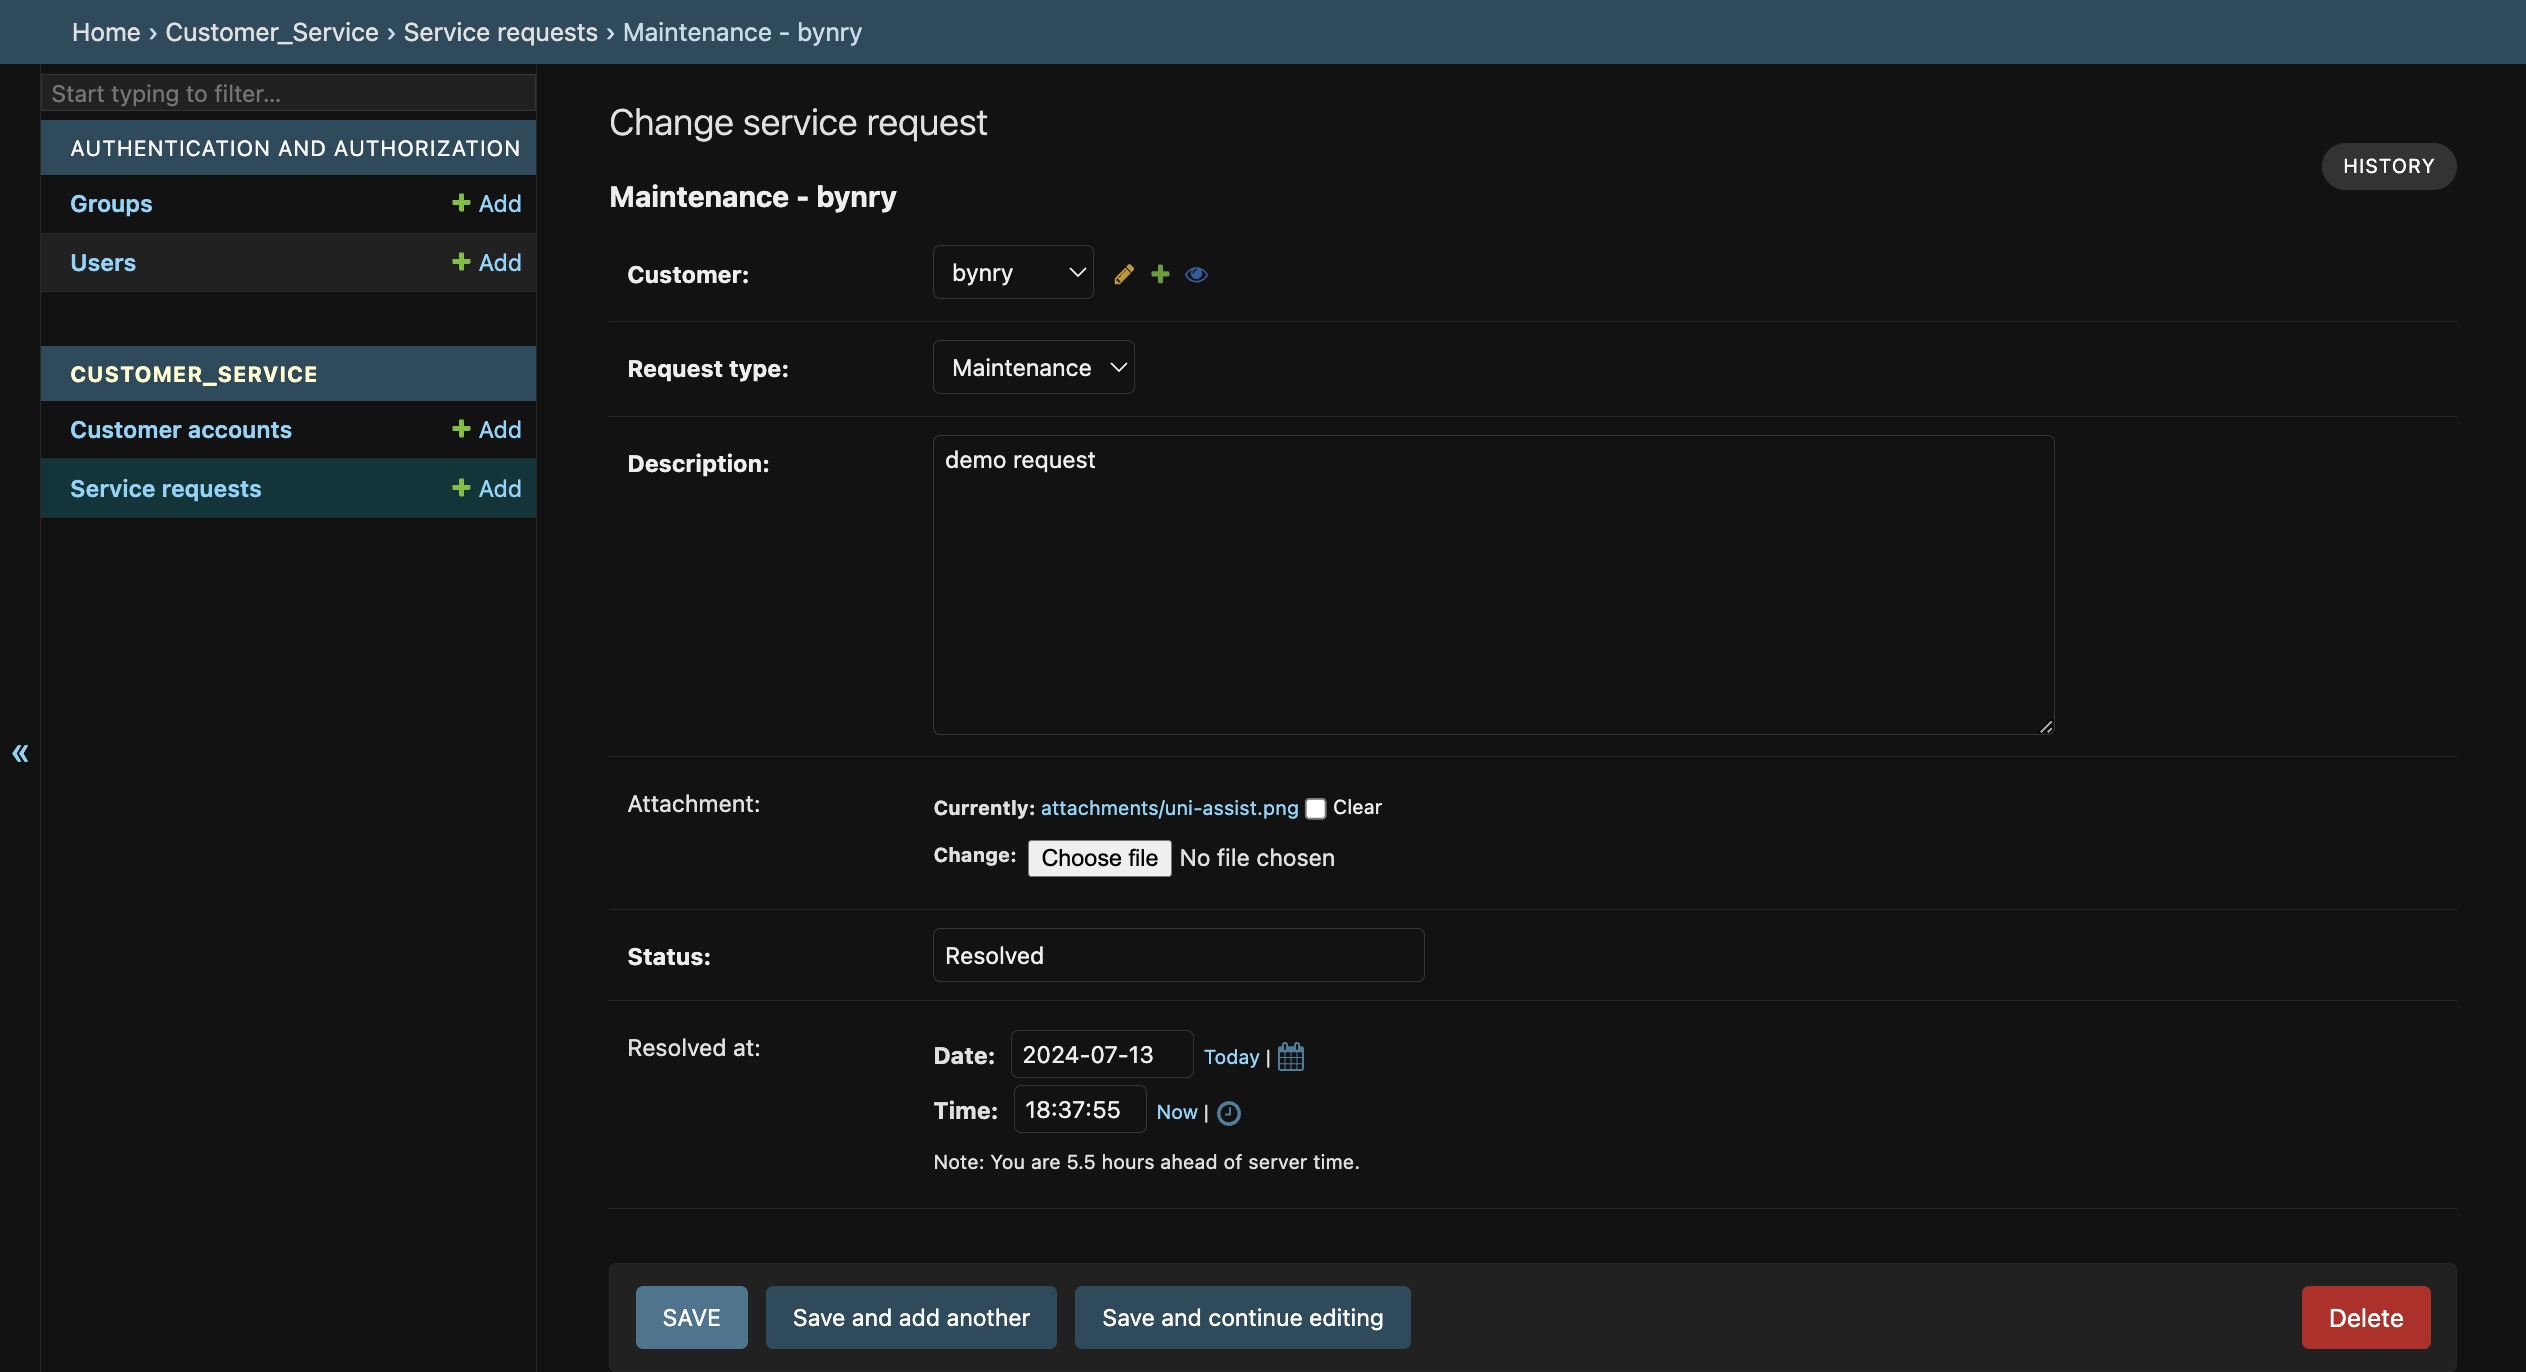 Home › Customer_Service › Service requests › Maintenance - bynry
Start typing to filter...
AUTHENTICATION AND AUTHORIZATION
Groups + Add
Users + Add
CUSTOMER_SERVICE
Customer accounts + Add
Service requests + Add
«
Change service request
HISTORY
Maintenance - bynry
Customer: bynry
Request type: Maintenance
Description: demo request
Attachment: Currently: attachments/uni-assist.png Clear
Change: Choose file No file chosen
Status: Resolved
Resolved at: Date: 2024-07-13 Today |
Time: 18:37:55 Now |
Note: You are 5.5 hours ahead of server time.
SAVE Save and add another Save and continue editing Delete